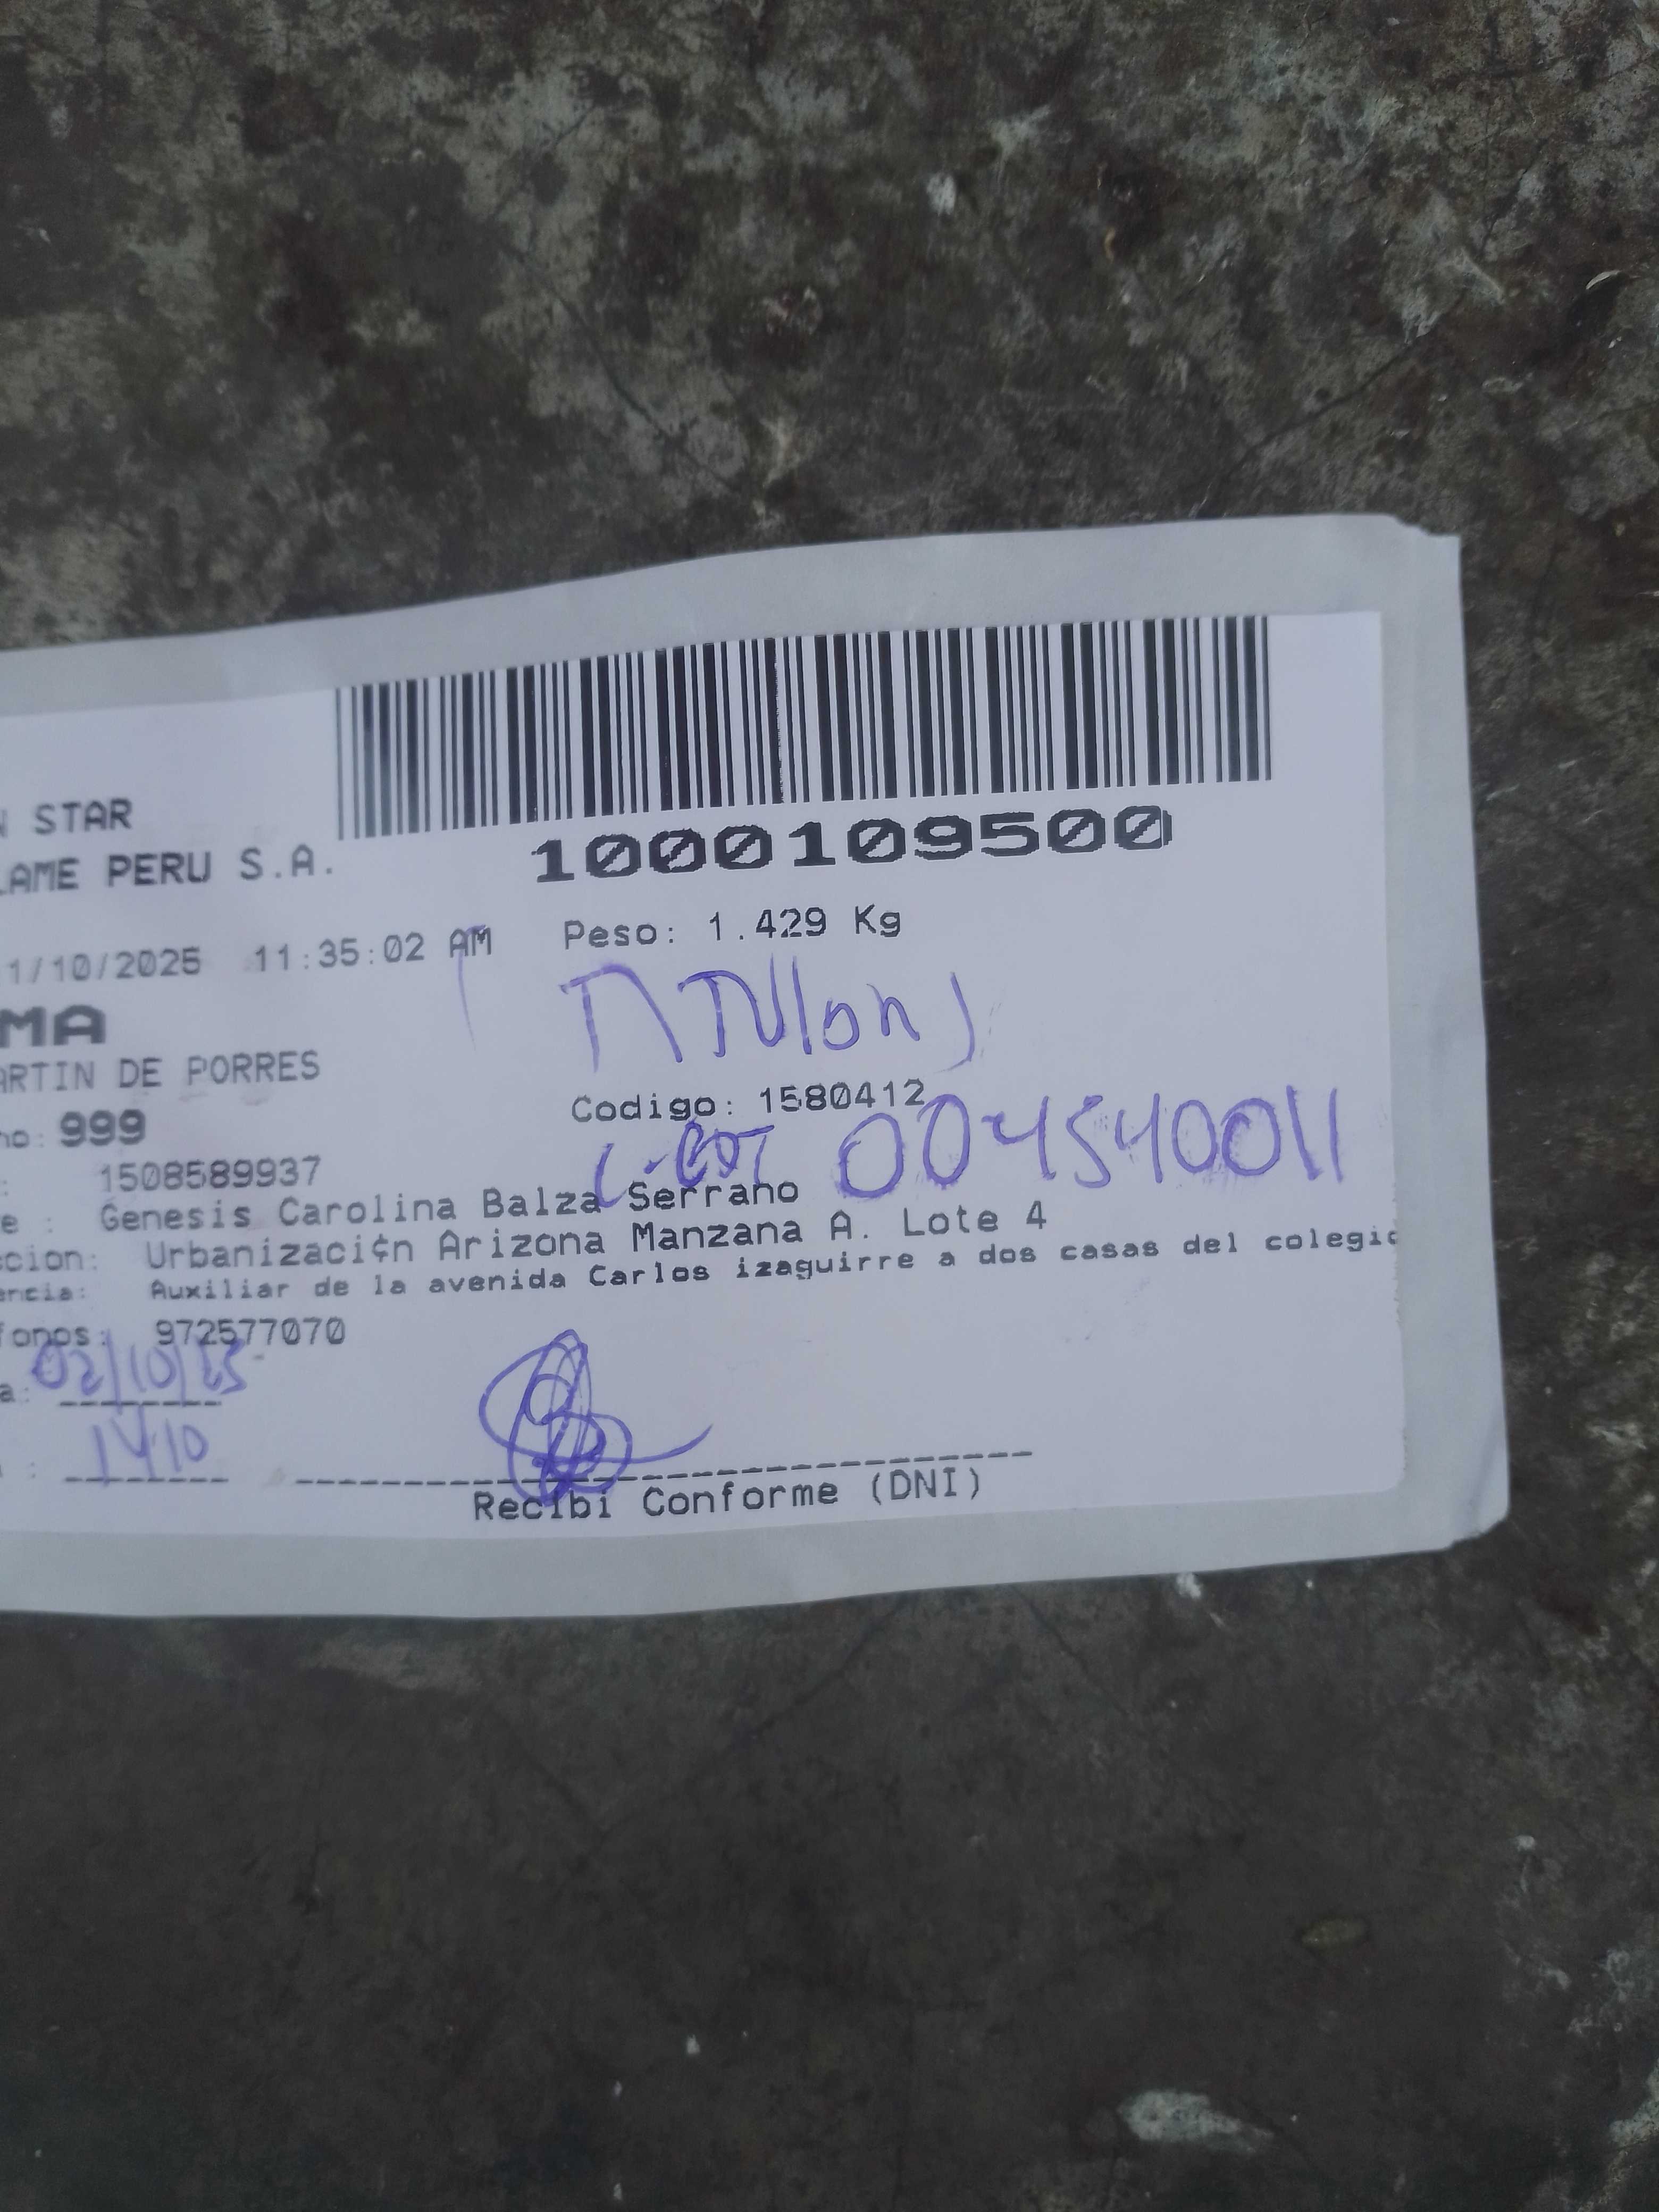 1000109500
N STAR
LAME PERU S.A.
1/10/2025 11:35:02 AM
Peso: 1.429 Kg
MA
ARTIN DE PORRES
Codigo: 1580412
no: 999
004540011
: 1508589937
e : Genesis Carolina Balza Serrano
ccion: Urbanizaci¢n Arizona Manzana A. Lote 4
encia: Auxiliar de la avenida Carlos izaguirre a dos casas del colegio
fonos: 972577070
a: 02/10/25
: 14:10
Recibi Conforme (DNI)